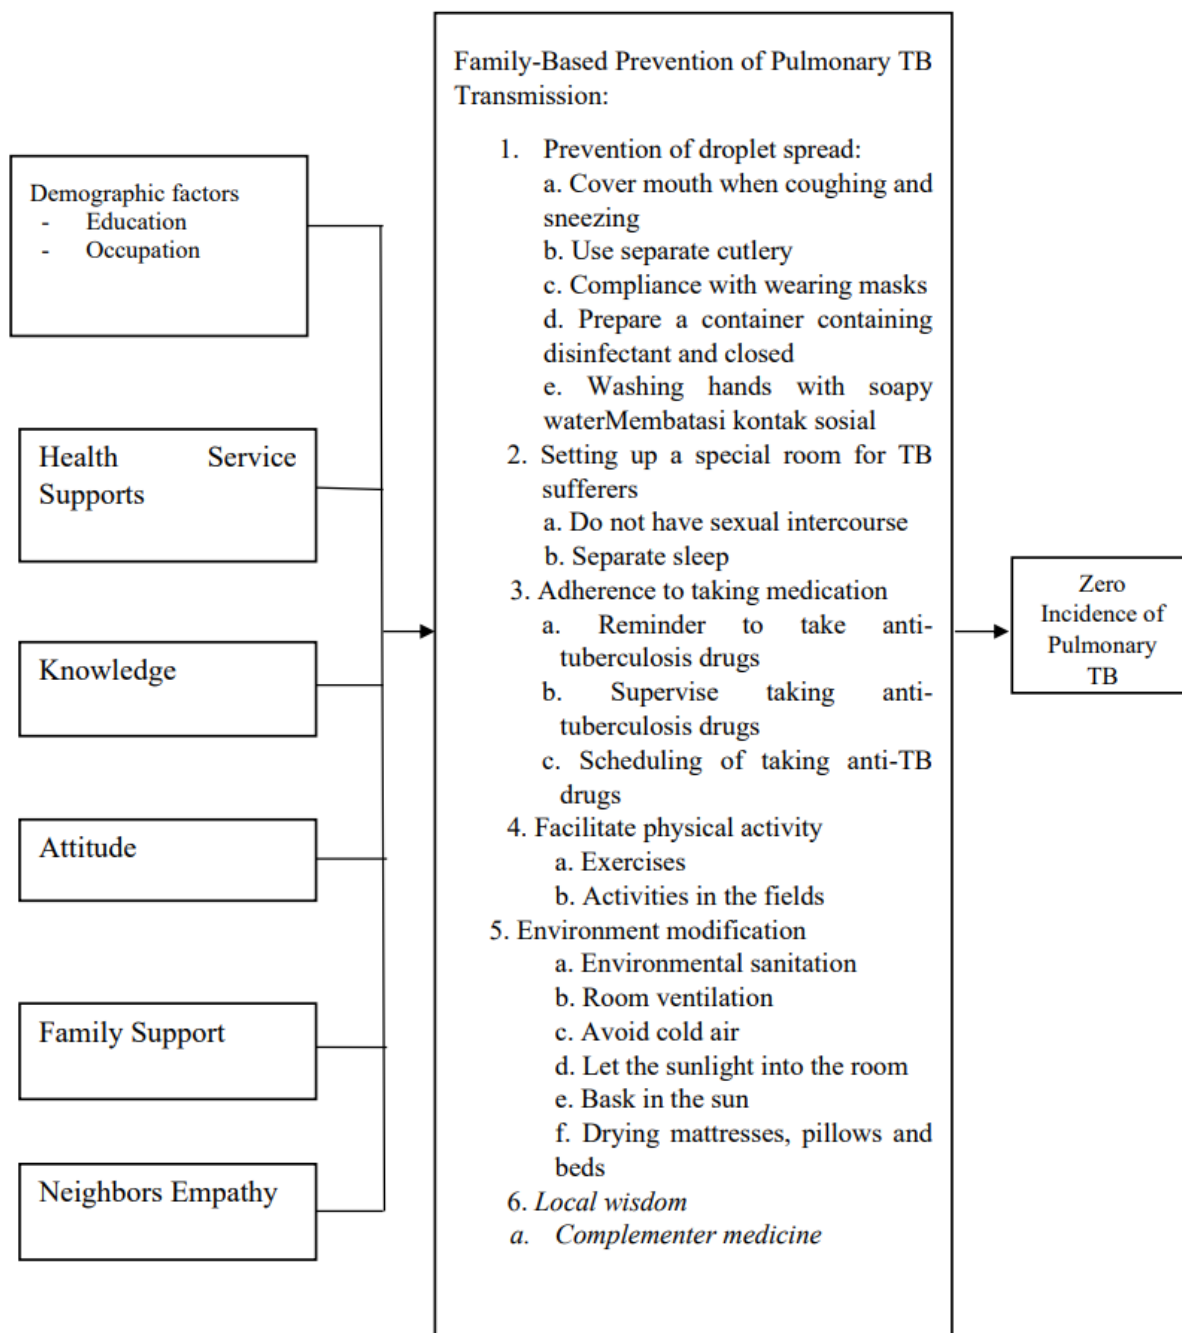 Demographic factors
- Education
- Occupation
Health Service
Supports
Knowledge
Attitude
Family Support
Neighbors Empathy
Family-Based Prevention of Pulmonary TB
Transmission:
1. Prevention of droplet spread:
a. Cover mouth when coughing and
sneezing
b. Use separate cutlery
c. Compliance with wearing masks
d. Prepare a container containing
disinfectant and closed
e. Washing hands with soapy
waterMembatasi kontak sosial
2. Setting up a special room for TB
sufferers
a. Do not have sexual intercourse
b. Separate sleep
3. Adherence to taking medication
a. Reminder to take anti-
tuberculosis drugs
b. Supervise taking anti-
tuberculosis drugs
c. Scheduling of taking anti-TB
drugs
4. Facilitate physical activity
a. Exercises
b. Activities in the fields
5. Environment modification
a. Environmental sanitation
b. Room ventilation
c. Avoid cold air
d. Let the sunlight into the room
e. Bask in the sun
f. Drying mattresses, pillows and
beds
6. Local wisdom
a. Complementer medicine
Zero
Incidence of
Pulmonary
TB